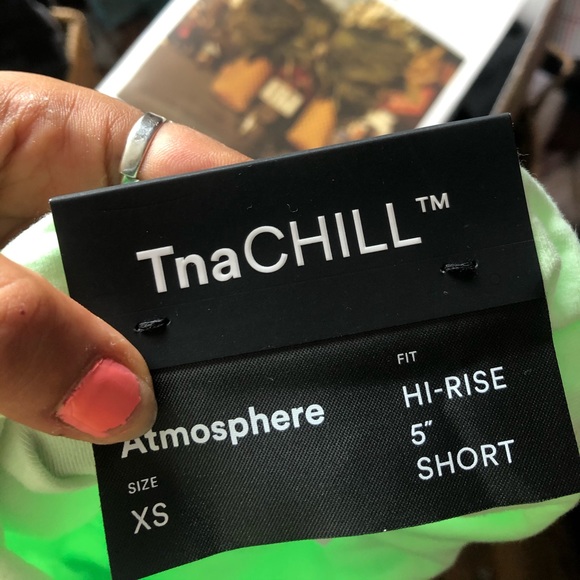 TnaCHILL™
Atmosphere
SIZE
XS
FIT
HI-RISE
5″
SHORT